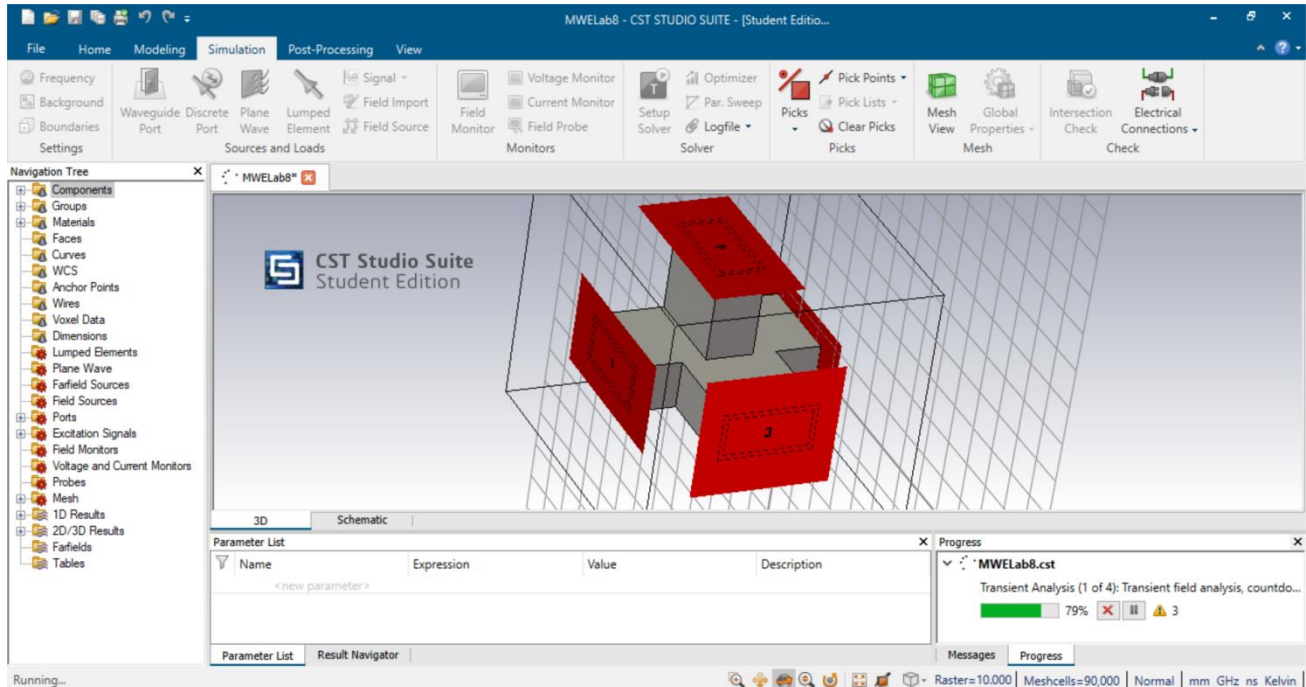 MWELab8 - CST STUDIO SUITE - [Student Editio...
File Home Modeling Simulation Post-Processing View
Frequency
Background
Boundaries
Settings
Waveguide Port
Discrete Port
Plane Wave
Lumped Element
Signal
Field Import
Field Source
Sources and Loads
Field Monitor
Voltage Monitor
Current Monitor
Field Probe
Monitors
Setup Solver
Optimizer
Par. Sweep
Logfile
Solver
Picks
Pick Points
Pick Lists
Clear Picks
Picks
Mesh View
Global Properties
Mesh
Intersection Check
Electrical Connections
Check
Navigation Tree
Components
Groups
Materials
Faces
Curves
WCS
Anchor Points
Wires
Voxel Data
Dimensions
Lumped Elements
Plane Wave
Farfield Sources
Field Sources
Ports
Excitation Signals
Field Monitors
Voltage and Current Monitors
Probes
Mesh
1D Results
2D/3D Results
Farfields
Tables
MWELab8*
CST Studio Suite
Student Edition
1
3
3D Schematic
Parameter List
Name Expression Value Description
<new parameter>
Parameter List Result Navigator
Progress
MWELab8.cst
Transient Analysis (1 of 4): Transient field analysis, countdo...
79% 3
Messages Progress
Running...
Raster=10.000 Meshcells=90,000 Normal mm GHz ns Kelvin